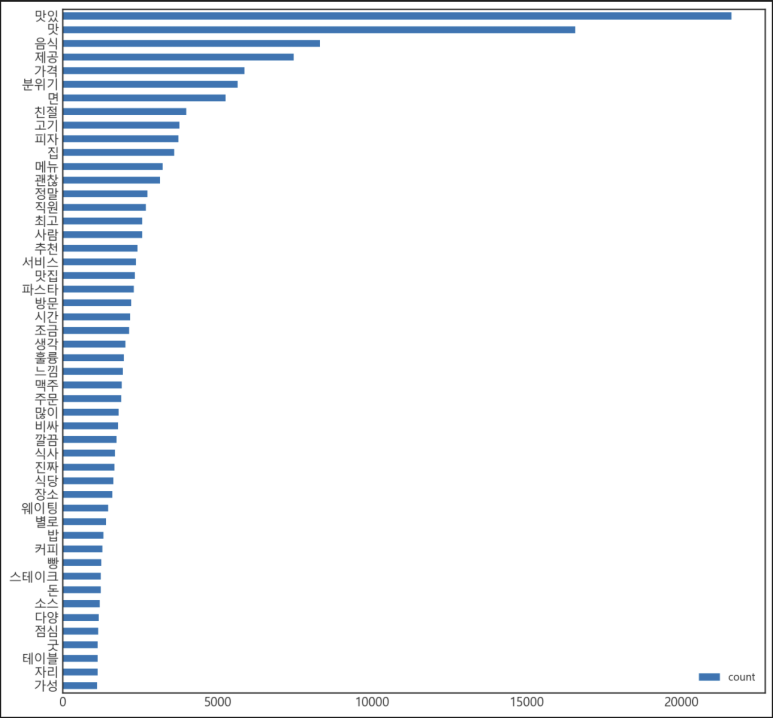 맛있
맛
음식
제공
가격
분위기
면
친절
고기
피자
집
메뉴
괜찮
정말
직원
최고
사람
추천
서비스
맛집
파스타
방문
시간
조금
생각
훌륭
느낌
맥주
주문
많이
비싸
깔끔
식사
진짜
식당
장소
웨이팅
별로
밥
커피
빵
스테이크
돈
소스
다양
점심
굿
테이블
자리
가성
count
0 5000 10000 15000 20000